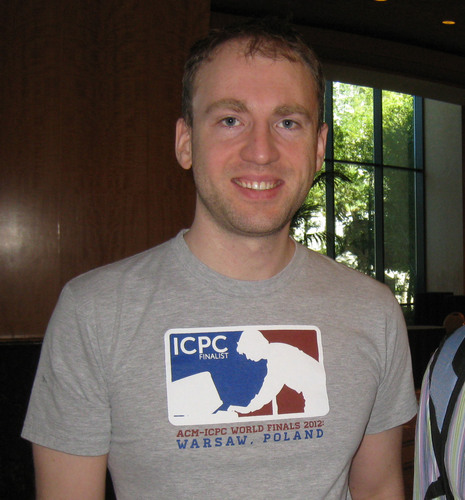 ICPC
FINALIST
ACM-ICPC WORLD FINALS 2012:
WARSAW, POLAND